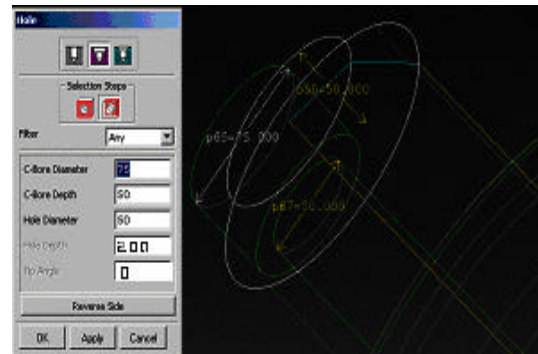 Hole
Selection Steps
Filter
Any
C-Bore Diameter
75
C-Bore Depth
50
Hole Diameter
50
Hole Depth
200
Tip Angle
0
Reverse Side
OK Apply Cancel
p66=50.000
p65=75.000
p67=50.000